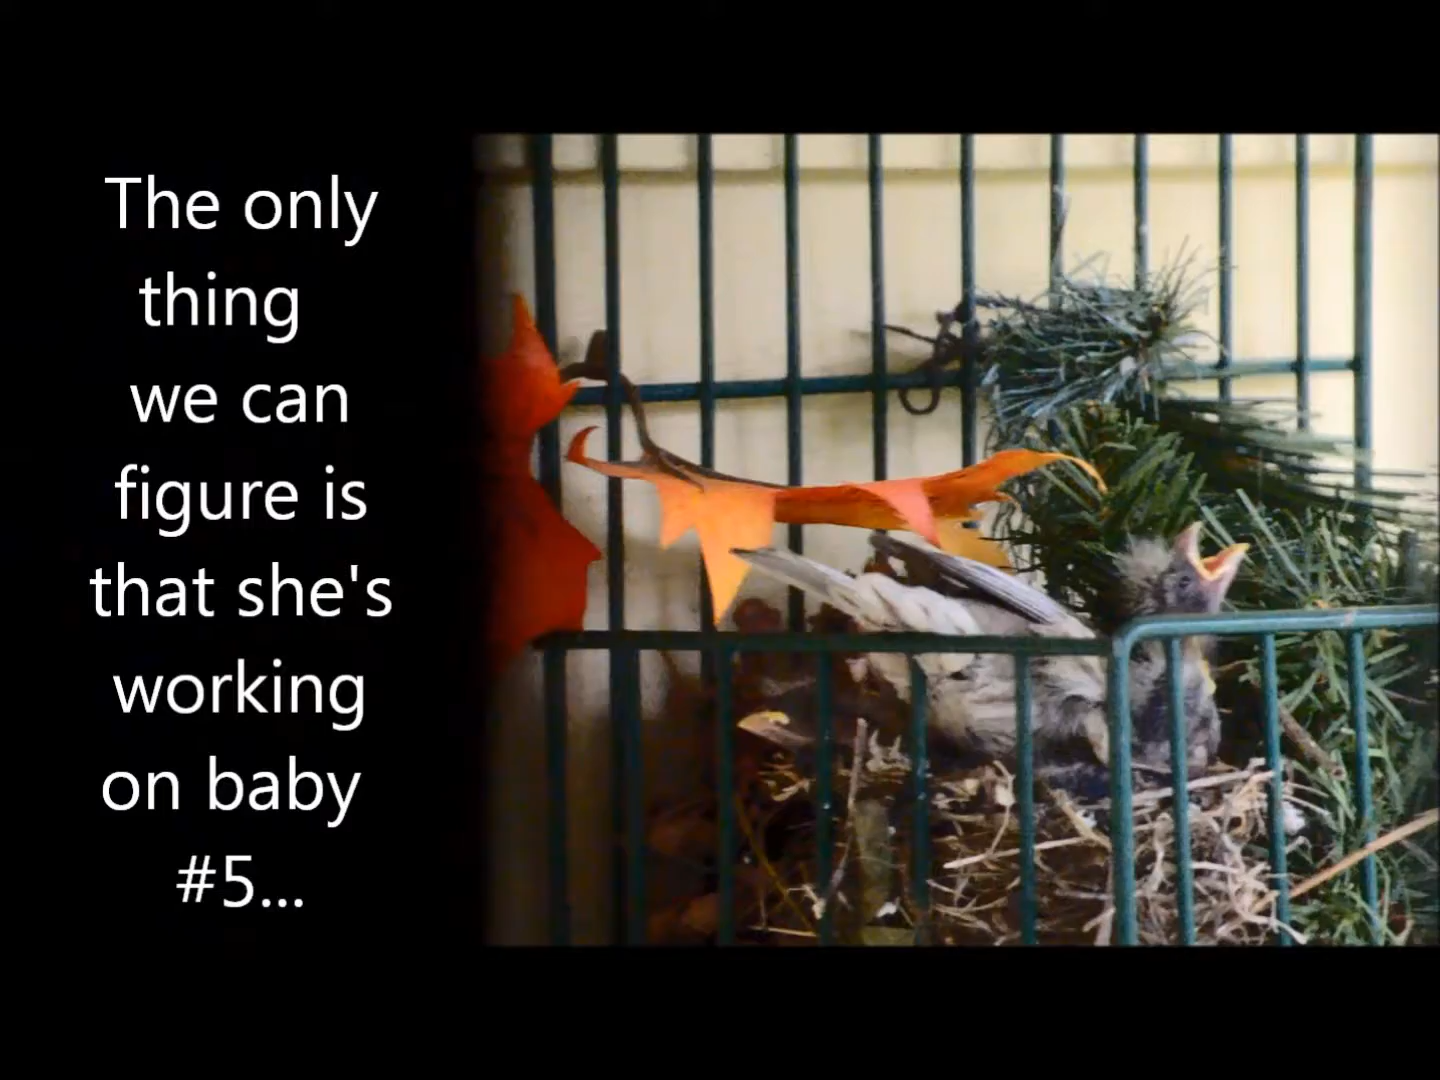 The only
thing
we can
figure is
that she's
working
on baby
#5...